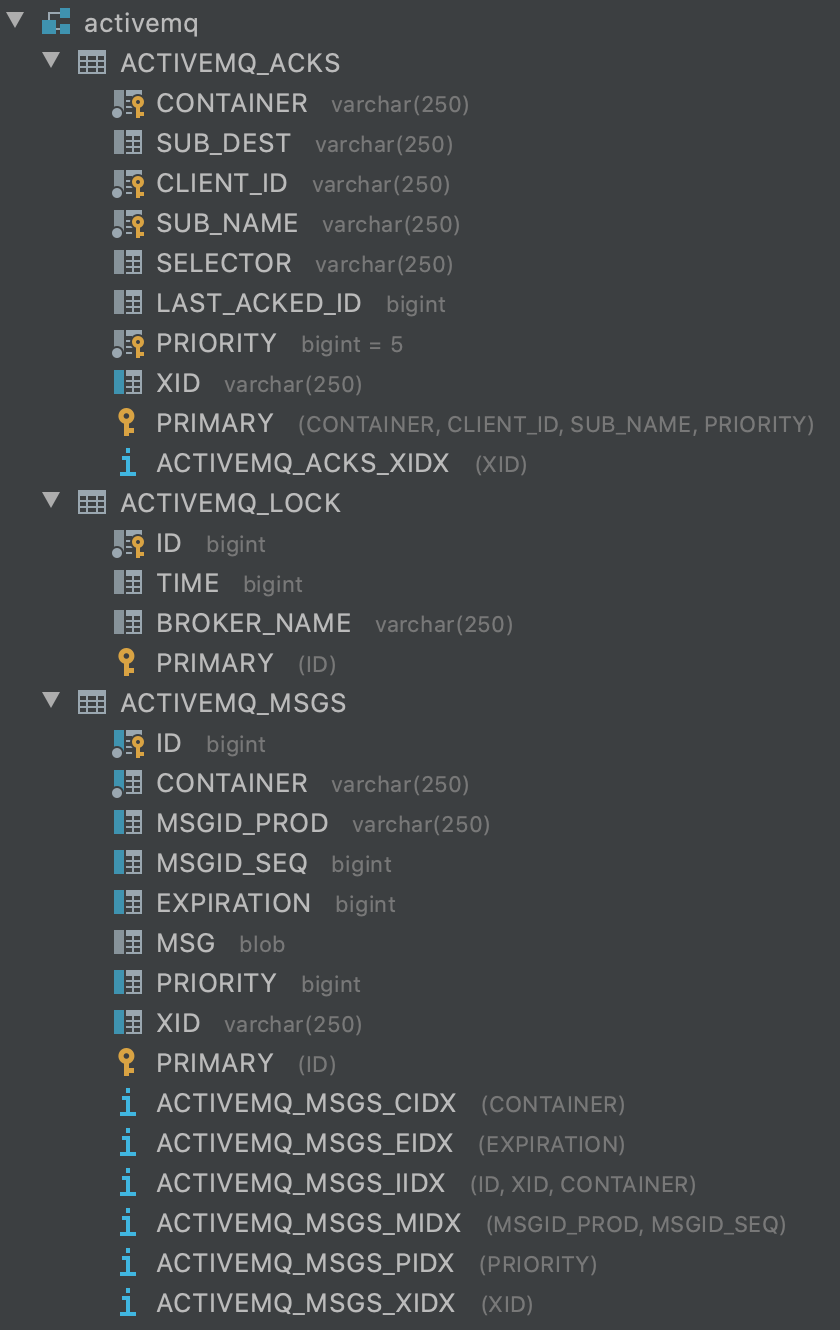 activemq
ACTIVEMQ_ACKS
CONTAINER varchar(250)
SUB_DEST varchar(250)
CLIENT_ID varchar(250)
SUB_NAME varchar(250)
SELECTOR varchar(250)
LAST_ACKED_ID bigint
PRIORITY bigint = 5
XID varchar(250)
PRIMARY (CONTAINER, CLIENT_ID, SUB_NAME, PRIORITY)
ACTIVEMQ_ACKS_XIDX (XID)
ACTIVEMQ_LOCK
ID bigint
TIME bigint
BROKER_NAME varchar(250)
PRIMARY (ID)
ACTIVEMQ_MSGS
ID bigint
CONTAINER varchar(250)
MSGID_PROD varchar(250)
MSGID_SEQ bigint
EXPIRATION bigint
MSG blob
PRIORITY bigint
XID varchar(250)
PRIMARY (ID)
ACTIVEMQ_MSGS_CIDX (CONTAINER)
ACTIVEMQ_MSGS_EIDX (EXPIRATION)
ACTIVEMQ_MSGS_IIDX (ID, XID, CONTAINER)
ACTIVEMQ_MSGS_MIDX (MSGID_PROD, MSGID_SEQ)
ACTIVEMQ_MSGS_PIDX (PRIORITY)
ACTIVEMQ_MSGS_XIDX (XID)